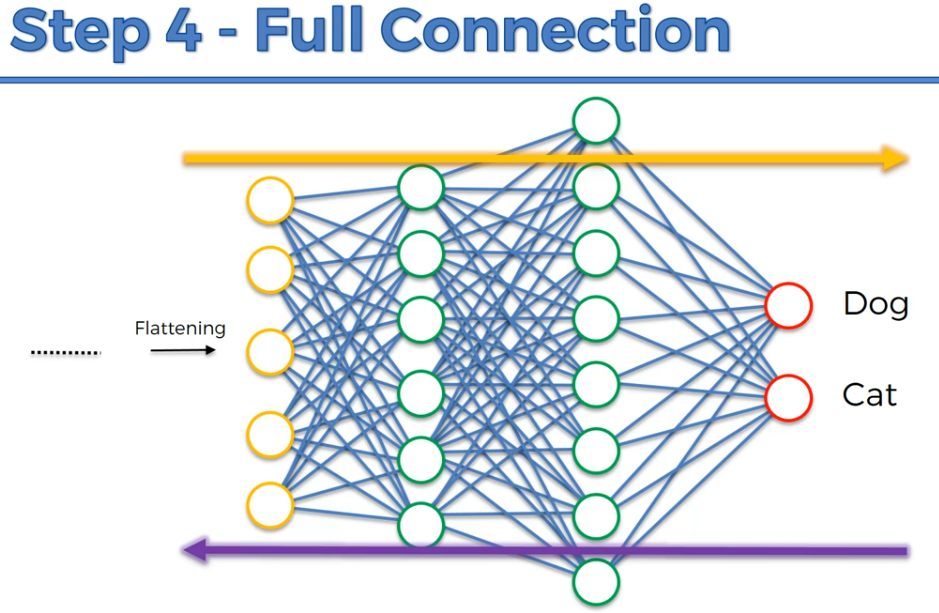 Step 4 - Full Connection
Flattening
Dog
Cat